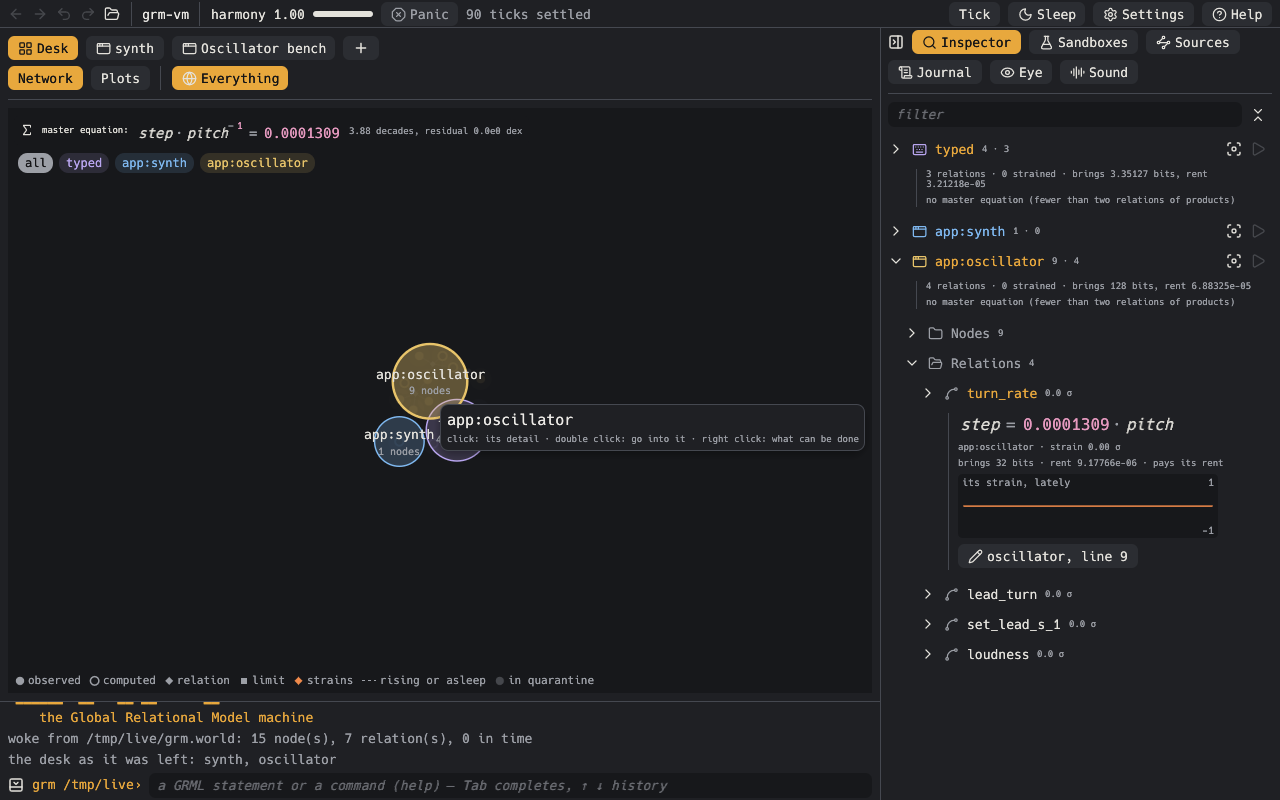 grm-vm harmony 1.00 Panic 90 ticks settled Tick Sleep Settings Help
Desk synth Oscillator bench +
Network Plots Everything
master equation: step · pitch⁻¹ = 0.0001309 3.88 decades, residual 0.0e0 dex
all typed app:synth app:oscillator
app:oscillator
9 nodes
app:synth
1 nodes
app:oscillator
click: its detail · double click: go into it · right click: what can be done
observed computed relation limit strains rising or asleep in quarantine
the Global Relational Model machine
woke from /tmp/live/grm.world: 15 node(s), 7 relation(s), 0 in time
the desk as it was left: synth, oscillator
grm /tmp/live› a GRML statement or a command (help) — Tab completes, ↑ ↓ history
Inspector Sandboxes Sources
Journal Eye Sound
filter
typed 4 · 3
3 relations · 0 strained · brings 3.35127 bits, rent
3.21218e-05
no master equation (fewer than two relations of products)
app:synth 1 · 0
app:oscillator 9 · 4
4 relations · 0 strained · brings 128 bits, rent 6.88325e-05
no master equation (fewer than two relations of products)
Nodes 9
Relations 4
turn_rate 0.0 σ
step = 0.0001309 · pitch
app:oscillator · strain 0.00 σ
brings 32 bits · rent 9.17766e-06 · pays its rent
its strain, lately 1
-1
oscillator, line 9
lead_turn 0.0 σ
set_lead_s_1 0.0 σ
loudness 0.0 σ